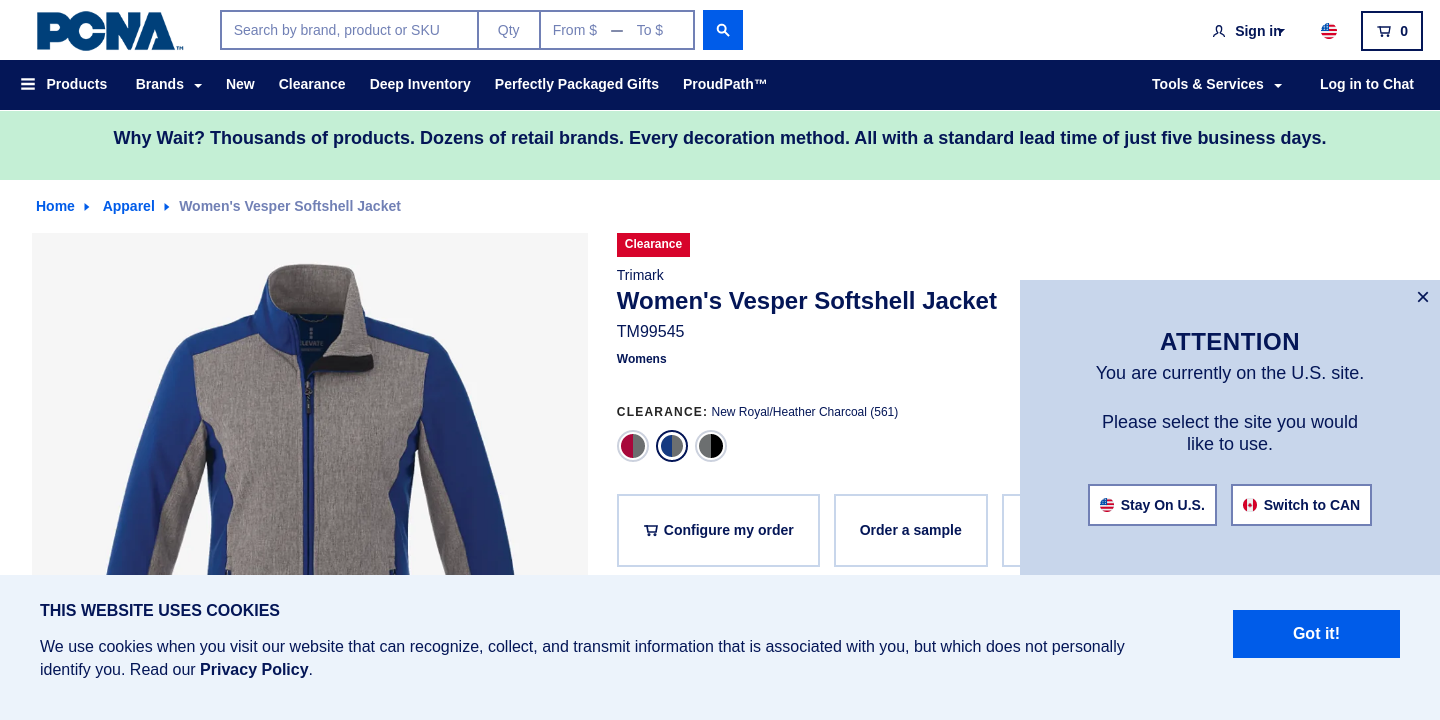 PCNA™
Search by brand, product or SKU
Qty
From $
To $
Sign in
0
Products
Brands
New
Clearance
Deep Inventory
Perfectly Packaged Gifts
ProudPath™
Tools & Services
Log in to Chat
Why Wait? Thousands of products. Dozens of retail brands. Every decoration method. All with a standard lead time of just five business days.
Home
Apparel
Women's Vesper Softshell Jacket
ELEVATE
Clearance
Trimark
Women's Vesper Softshell Jacket
TM99545
Womens
CLEARANCE: New Royal/Heather Charcoal (561)
Configure my order
Order a sample
×
ATTENTION
You are currently on the U.S. site.
Please select the site you would
like to use.
Stay On U.S.
Switch to CAN
THIS WEBSITE USES COOKIES
We use cookies when you visit our website that can recognize, collect, and transmit information that is associated with you, but which does not personally
identify you. Read our Privacy Policy.
Got it!